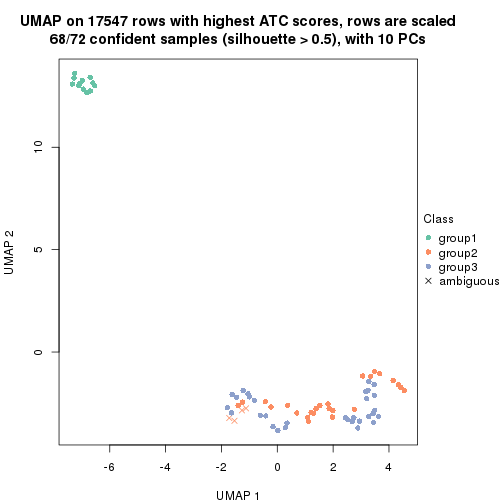 UMAP on 17547 rows with highest ATC scores, rows are scaled
68/72 confident samples (silhouette > 0.5), with 10 PCs
10
5
0
UMAP 2
-6
-4
-2
0
2
4
UMAP 1
Class
group1
group2
group3
ambiguous